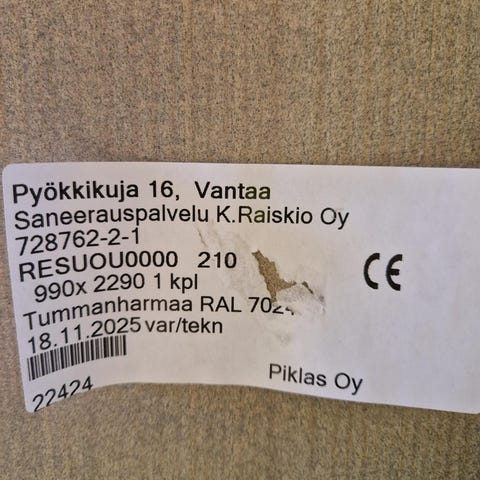 Pyökkikuja 16, Vantaa
Saneerauspalvelu K.Raiskio Oy
728762-2-1
RESUOU0000 210
990x 2290 1 kpl
CE
Tummanharmaa RAL
18.11.2025 var/tekn
Piklas Oy
22424